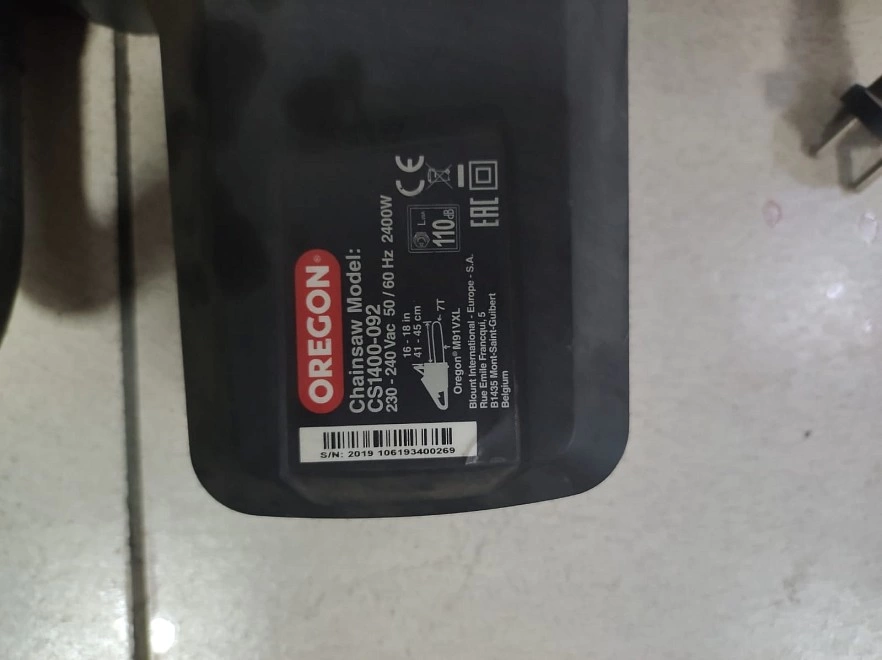 OREGON®
Chainsaw Model:
CS1400-092
230 - 240 Vac 50 / 60 Hz 2400W
16 - 18 in
41 - 45 cm
7T
Oregon® M91VXL
LWA
110dB
CE
EAC
Blount International - Europe - S.A.
Rue Emile Francqui, 5
B1435 Mont-Saint-Guibert
Belgium
S/N: 2019 106193400269